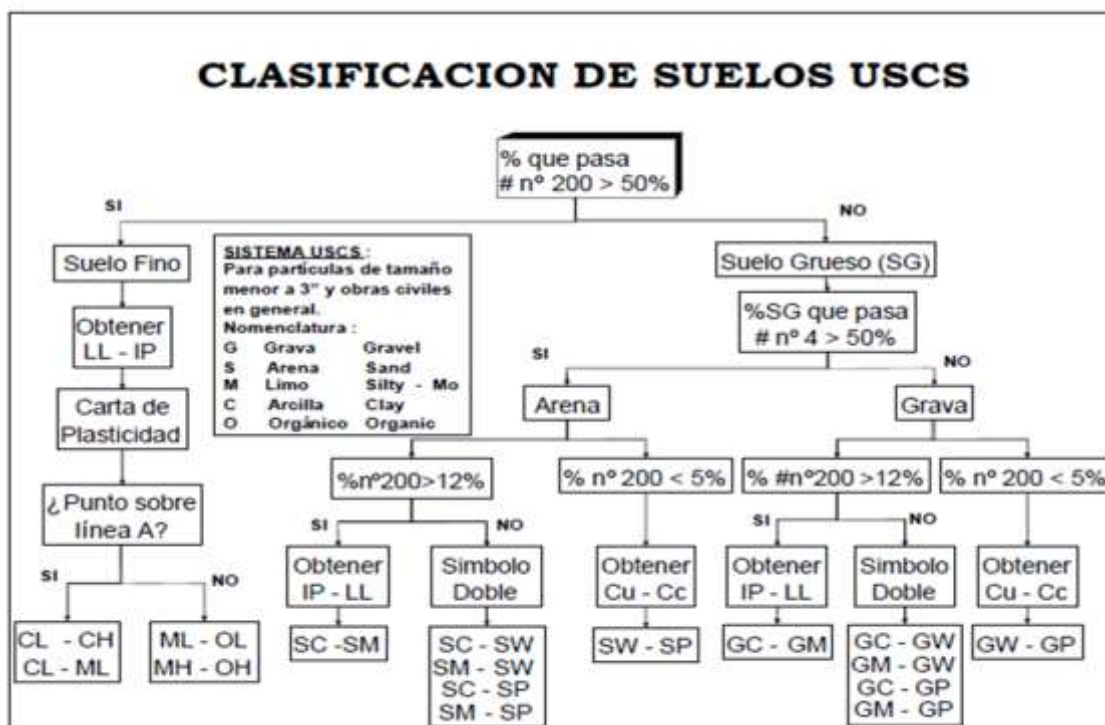 CLASIFICACION DE SUELOS USCS
% que pasa
# nº 200 > 50%
SI
NO
Suelo Fino
Obtener
LL - IP
Carta de
Plasticidad
¿Punto sobre
línea A?
SI
NO
CL - CH
CL - ML
ML - OL
MH - OH
SISTEMA USCS :
Para partículas de tamaño
menor a 3" y obras civiles
en general.
Nomenclatura :
G Grava Gravel
S Arena Sand
M Limo Silty - Mo
C Arcilla Clay
O Orgánico Organic
Suelo Grueso (SG)
%SG que pasa
# nº 4 > 50%
SI
NO
Arena
Grava
%nº200>12%
% nº 200 < 5%
% #nº200 >12%
% nº 200 < 5%
SI
NO
SI
NO
Obtener
IP - LL
Simbolo
Doble
Obtener
Cu - Cc
Obtener
IP - LL
Simbolo
Doble
Obtener
Cu - Cc
SC -SM
SC - SW
SM - SW
SC - SP
SM - SP
SW - SP
GC - GM
GC - GW
GM - GW
GC - GP
GM - GP
GW - GP